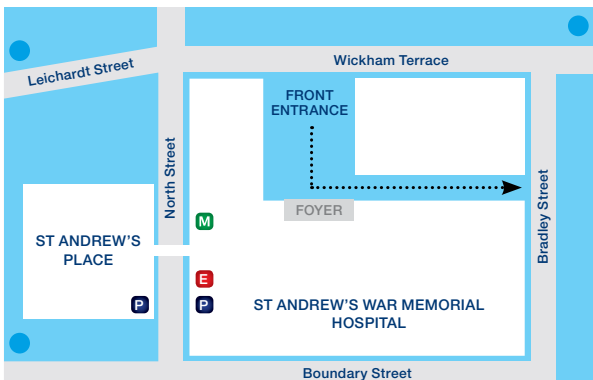 Wickham Terrace
Leichardt Street
FRONT
ENTRANCE
North Street
Bradley Street
FOYER
M
ST ANDREW'S
PLACE
E
P
P
ST ANDREW'S WAR MEMORIAL
HOSPITAL
Boundary Street